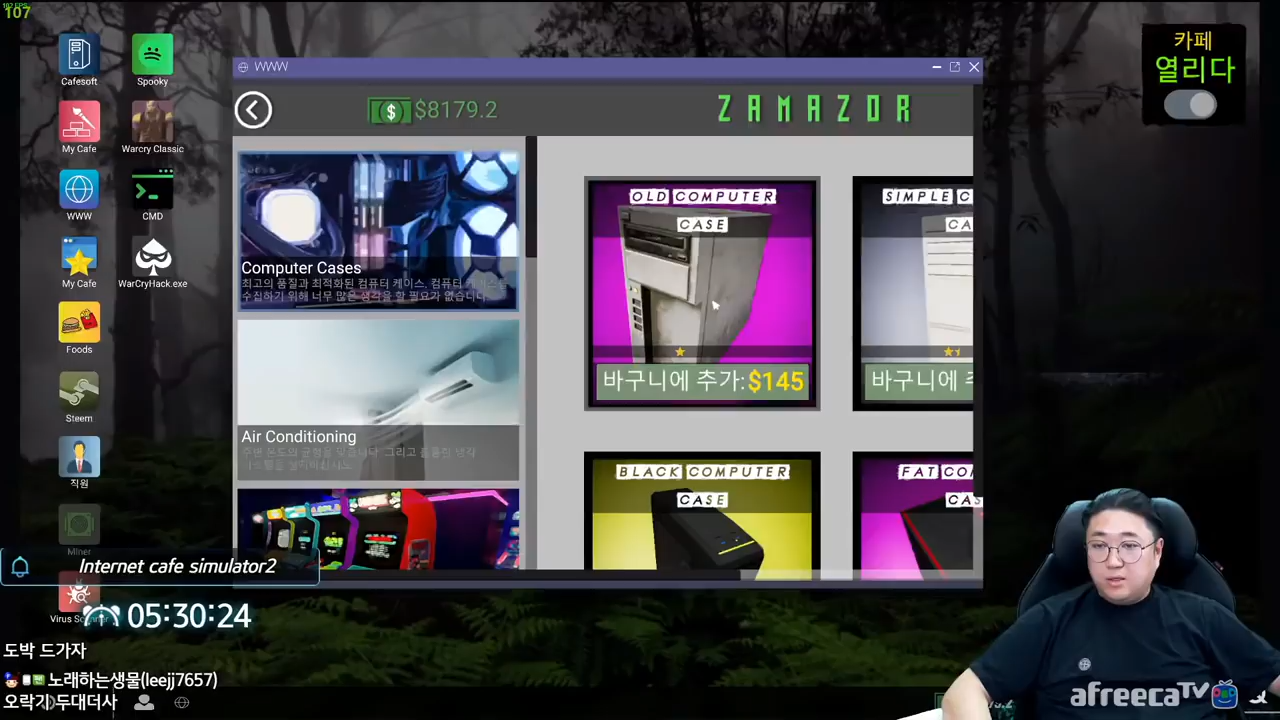 107
Cafesoft
Spooky
My Cafe
Warcry Classic
WWW
CMD
My Cafe
WarCryHack.exe
Foods
Steem
직원
Miner
WWW
$8179.2
ZAMAZOR
Computer Cases
최고의 품질과 최적화된 컴퓨터 케이스. 컴퓨터 케이스를
수집하기 위해 너무 많은 생각을 할 필요가 없습니다.
Air Conditioning
OLD COMPUTER
CASE
바구니에 추가:$145
SIMPLE C
CA
바구니에 추
BLACK COMPUTER
CASE
FAT CO
CAS
카페
열리다
Internet cafe simulator2
05:30:24
도박 드가자
노래하는생물(leejj7657)
오락기 두대더사
afreecaTV